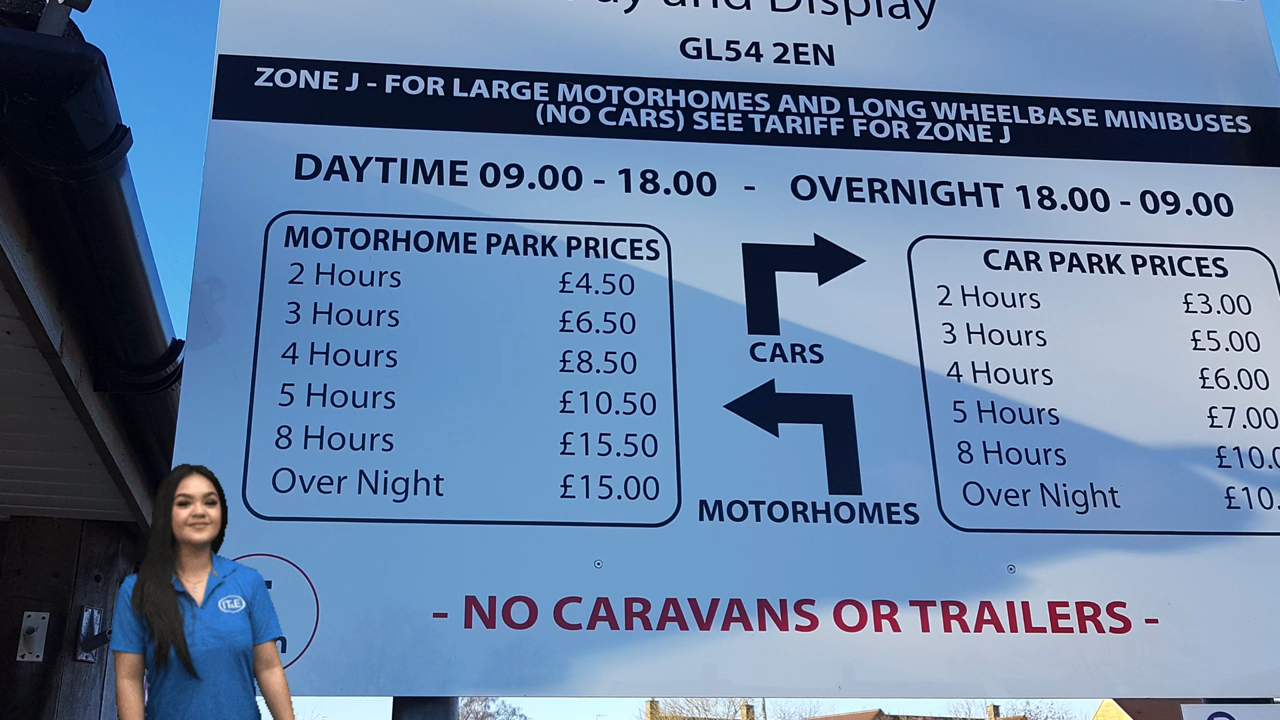 and Display
GL54 2EN
ZONE J - FOR LARGE MOTORHOMES AND LONG WHEELBASE MINIBUSES
(NO CARS) SEE TARIFF FOR ZONE J
DAYTIME 09.00 - 18.00 - OVERNIGHT 18.00 - 09.00
MOTORHOME PARK PRICES
2 Hours £4.50
3 Hours £6.50
4 Hours £8.50
5 Hours £10.50
8 Hours £15.50
Over Night £15.00
CARS
MOTORHOMES
CAR PARK PRICES
2 Hours £3.00
3 Hours £5.00
4 Hours £6.00
5 Hours £7.00
8 Hours
Over Night
- NO CARAVANS OR TRAILERS -
IT&E